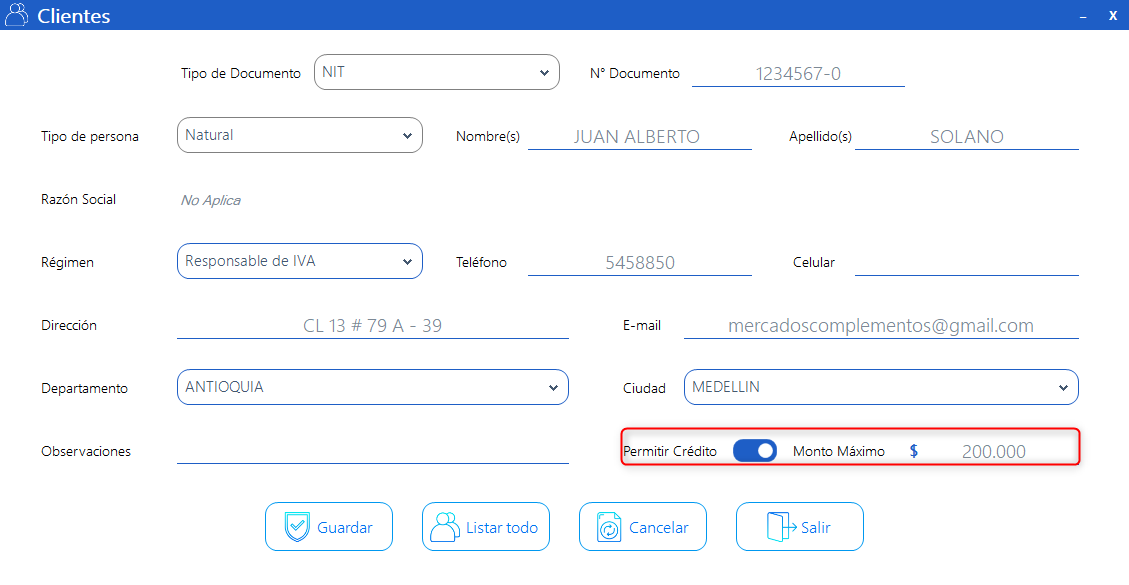 Clientes
Tipo de Documento NIT N° Documento 1234567-0
Tipo de persona Natural Nombre(s) JUAN ALBERTO Apellido(s) SOLANO
Razón Social No Aplica
Régimen Responsable de IVA Teléfono 5458850 Celular
Dirección CL 13 # 79 A - 39 E-mail mercadoscomplementos@gmail.com
Departamento ANTIOQUIA Ciudad MEDELLIN
Observaciones Permitir Crédito Monto Máximo $ 200.000
Guardar Listar todo Cancelar Salir